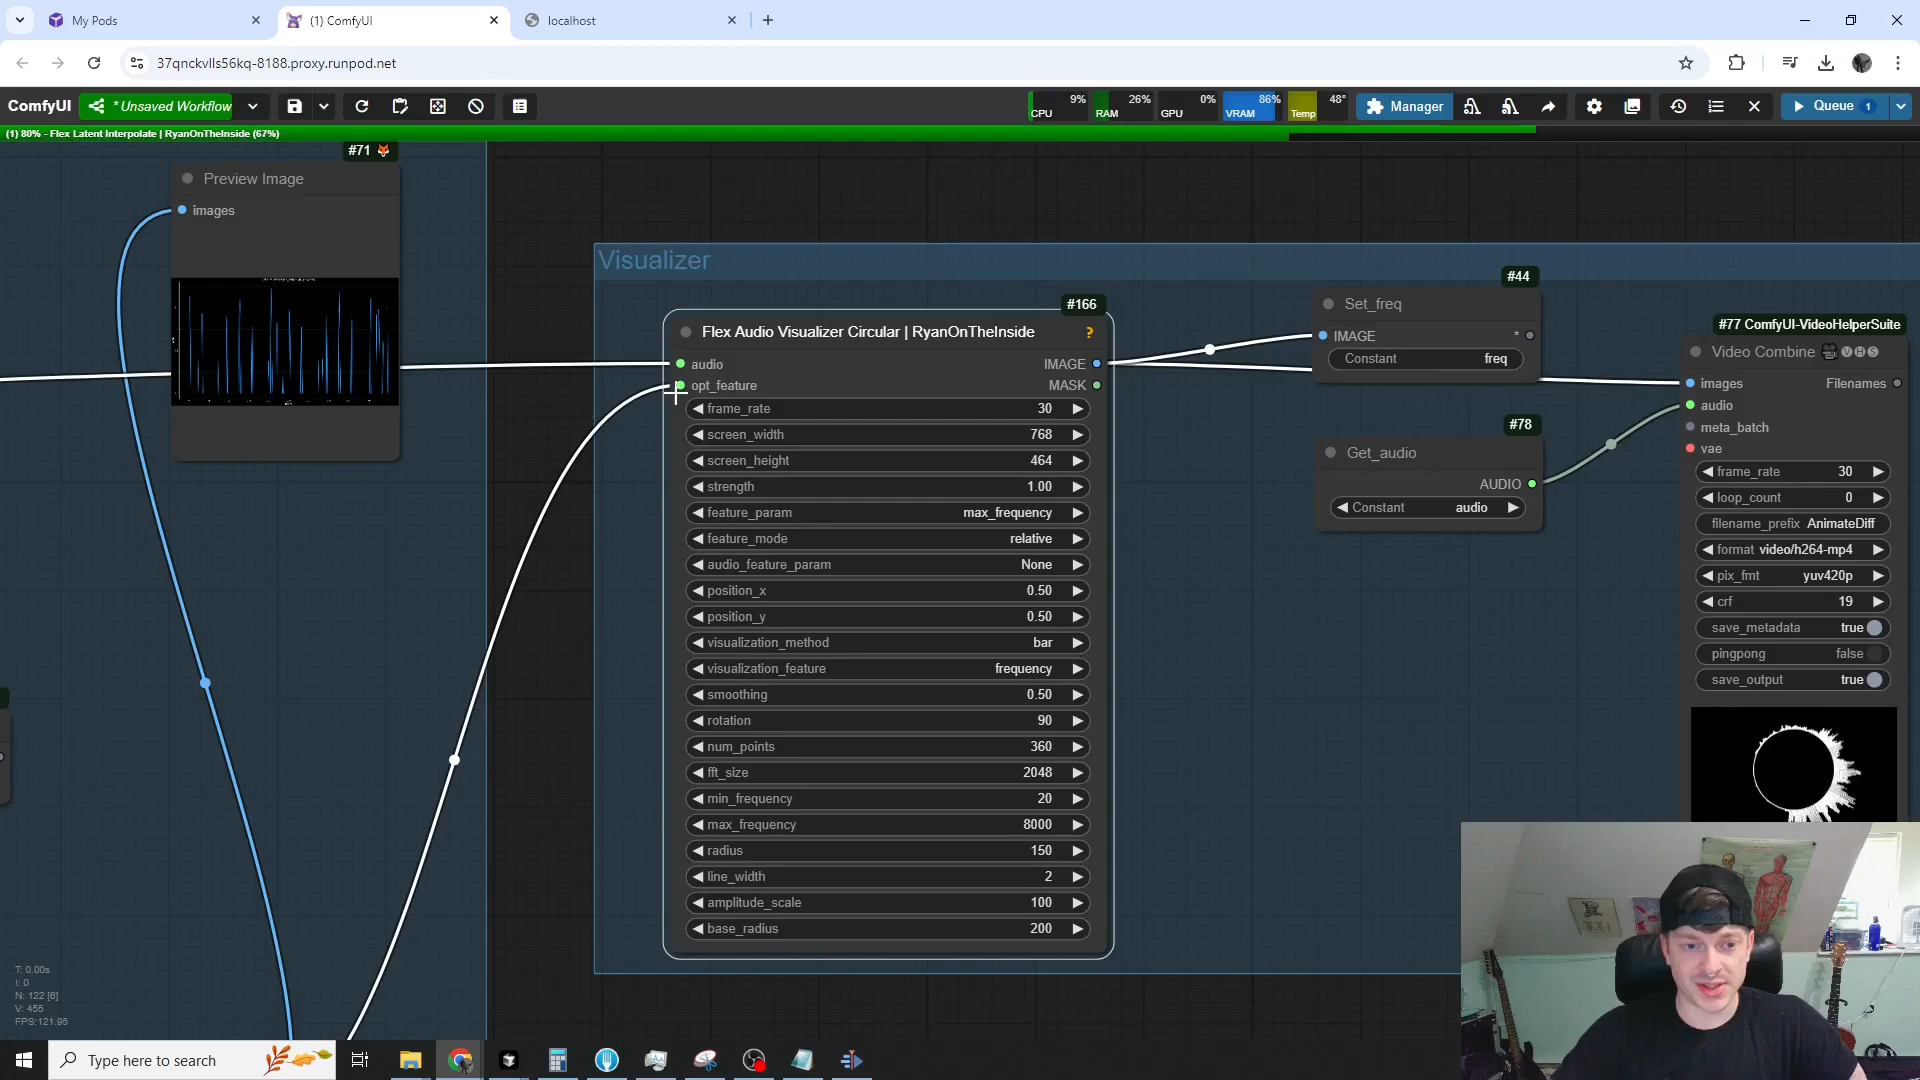 My Pods
(1) ComfyUI
localhost
37qnckvlls56kq-8188.proxy.runpod.net
ComfyUI
* Unsaved Workflow
CPU 9%
RAM 26%
GPU 0%
VRAM 86%
Temp 48°
Manager
Queue 1
(1) 80% - Flex Latent Interpolate | RyanOnTheInside (67%)
#71
Preview Image
images
Visualizer
#166
Flex Audio Visualizer Circular | RyanOnTheInside ?
audio IMAGE
opt_feature MASK
frame_rate 30
screen_width 768
screen_height 464
strength 1.00
feature_param max_frequency
feature_mode relative
audio_feature_param None
position_x 0.50
position_y 0.50
visualization_method bar
visualization_feature frequency
smoothing 0.50
rotation 90
num_points 360
fft_size 2048
min_frequency 20
max_frequency 8000
radius 150
line_width 2
amplitude_scale 100
base_radius 200
#44
Set_freq
IMAGE *
Constant freq
#78
Get_audio
AUDIO
Constant audio
#77 ComfyUI-VideoHelperSuite
Video Combine VHS
images Filenames
audio
meta_batch
vae
frame_rate 30
loop_count 0
filename_prefix AnimateDiff
format video/h264-mp4
pix_fmt yuv420p
crf 19
save_metadata true
pingpong false
save_output true
T: 0.00s
I: 0
N: 122 [6]
V: 455
FPS:121.95
Type here to search